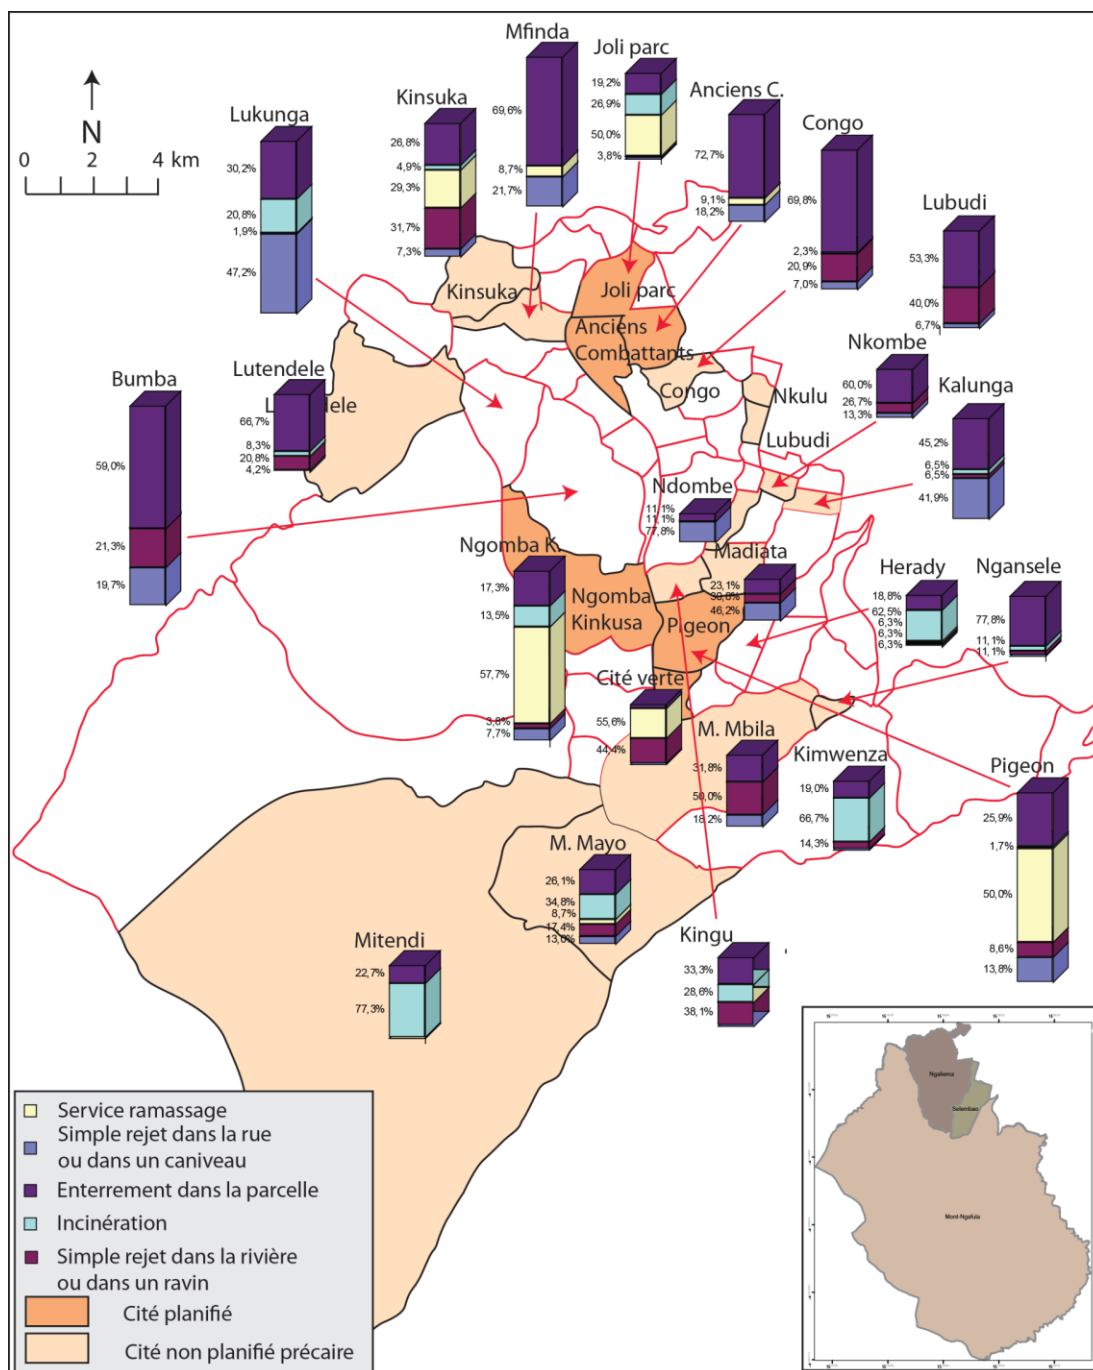 Mfinda
69,6%
8,7%
21,7%
Joli parc
19,2%
26,9%
50,0%
3,8%
Anciens C.
72,7%
9,1%
18,2%
Kinsuka
26,8%
4,9%
29,3%
31,7%
7,3%
Lukunga
30,2%
20,8%
1,9%
47,2%
N
0 2 4 km
Congo
69,8%
2,3%
20,9%
7,0%
Lubudi
53,3%
40,0%
6,7%
Nkombe
60,0%
26,7%
13,3%
Kalunga
45,2%
6,5%
6,5%
41,9%
Kinsuka
Joli parc
Anciens
Combattants
Congo
Nkulu
Lubudi
Lutendele
66,7%
8,3%
20,8%
4,2%
Bumba
59,0%
21,3%
19,7%
Ndombe
11,1%
11,1%
77,8%
Madiata
23,1%
30,8%
46,2%
Ngomba K.
17,3%
13,5%
57,7%
3,8%
7,7%
Ngomba
Kinkusa
Pigeon
Herady
18,8%
62,5%
6,3%
6,3%
6,3%
Ngansele
77,8%
11,1%
11,1%
Cité verte
55,6%
44,4%
M. Mbila
31,8%
50,0%
18,2%
Kimwenza
19,0%
66,7%
14,3%
Pigeon
25,9%
1,7%
50,0%
8,6%
13,8%
M. Mayo
26,1%
34,8%
8,7%
17,4%
13,0%
Mitendi
22,7%
77,3%
Kingu
33,3%
28,6%
38,1%
Service ramassage
Simple rejet dans la rue
ou dans un caniveau
Enterrement dans la parcelle
Incinération
Simple rejet dans la rivière
ou dans un ravin
Cité planifié
Cité non planifié précaire
Ngaliema
Selembao
Mont-Ngafula